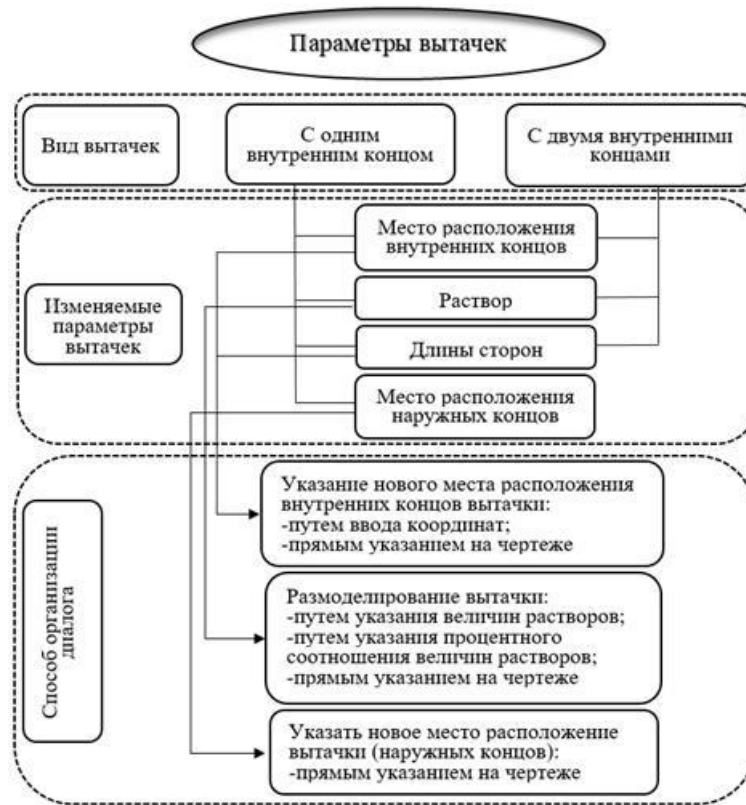 Параметры вытачек
Вид вытачек
С одним
внутренним концом
С двумя внутренними
концами
Изменяемые
параметры
вытачек
Место расположения
внутренних концов
Раствор
Длины сторон
Место расположения
наружных концов
Способ организации
диалога
Указание нового места расположения
внутренних концов вытачки:
-путем ввода координат;
-прямым указанием на чертеже
Размоделирование вытачки:
-путем указания величин растворов;
-путем указания процентного
соотношения величин растворов;
-прямым указанием на чертеже
Указать новое место расположение
вытачки (наружных концов):
-прямым указанием на чертеже